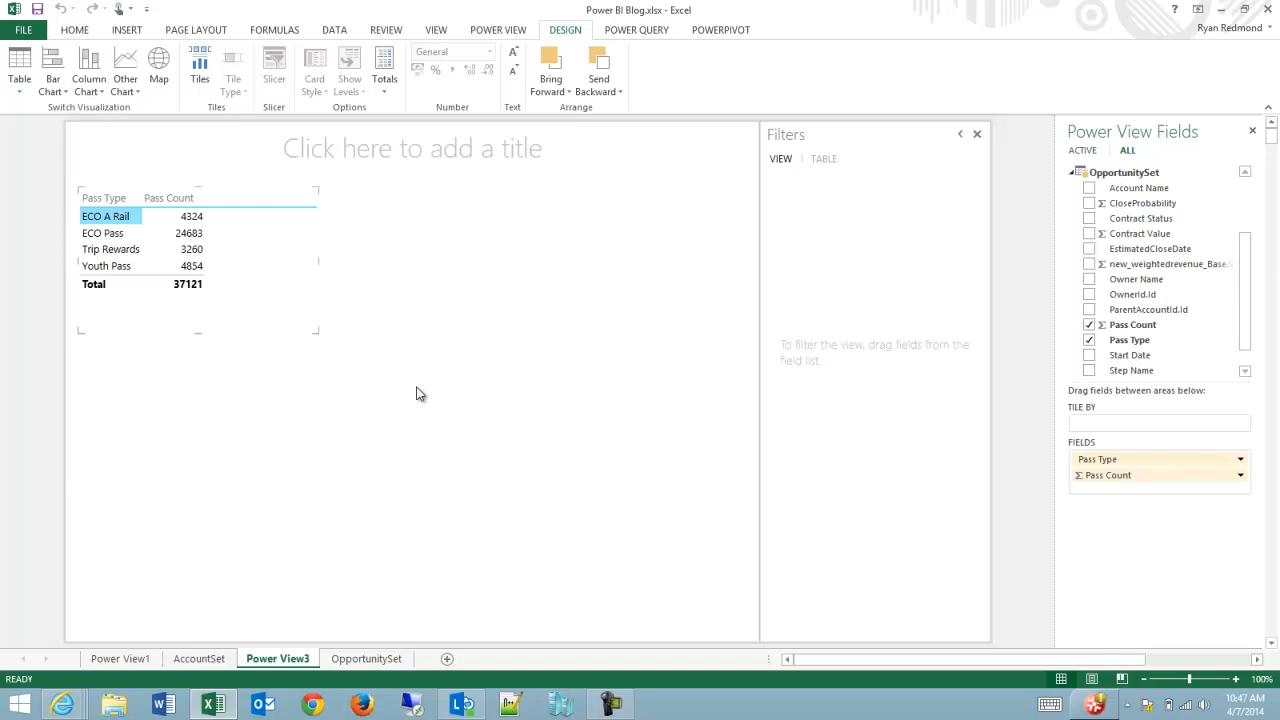 Power BI Blog.xlsx - Excel
Ryan Redmond
FILE HOME INSERT PAGE LAYOUT FORMULAS DATA REVIEW VIEW POWER VIEW DESIGN POWER QUERY POWERPIVOT
Table
Bar Chart
Column Chart
Other Chart
Map
Tiles
Tile Type
Slicer
Card Style
Show Levels
Totals
General
Bring Forward
Send Backward
Switch Visualization
Tiles
Slicer
Options
Number
Text
Arrange
Click here to add a title
Pass Type Pass Count
ECO A Rail 4324
ECO Pass 24683
Trip Rewards 3260
Youth Pass 4854
Total 37121
Filters
VIEW TABLE
To filter the view, drag fields from the
field list.
Power View Fields
ACTIVE ALL
OpportunitySet
Account Name
Σ CloseProbability
Contract Status
Σ Contract Value
EstimatedCloseDate
Σ new_weightedrevenue_Base.
Owner Name
OwnerId.Id
ParentAccountId.Id
Σ Pass Count
Pass Type
Start Date
Step Name
Drag fields between areas below:
TILE BY
FIELDS
Pass Type
Σ Pass Count
Power View1 AccountSet Power View3 OpportunitySet
READY
100%
10:47 AM
4/7/2014